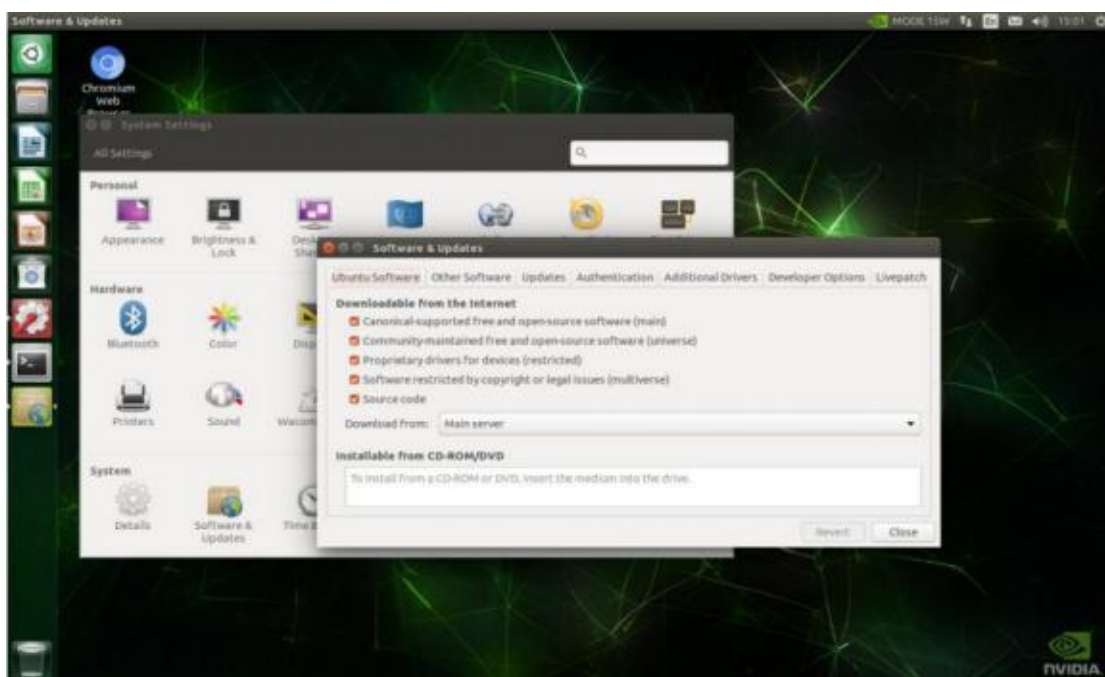 Software & Updates
MODE 15W
En
15:01
Chromium
Web
Browser
System Settings
All Settings
Personal
Appearance
Brightness &
Lock
Hardware
Bluetooth
Color
Printers
Sound
Wacom
System
Details
Software &
Updates
Time &
Software & Updates
Ubuntu Software
Other Software
Updates
Authentication
Additional Drivers
Developer Options
Livepatch
Downloadable from the Internet
Canonical-supported free and open-source software (main)
Community-maintained free and open-source software (universe)
Proprietary drivers for devices (restricted)
Software restricted by copyright or legal issues (multiverse)
Source code
Download from: Main server
Installable from CD-ROM/DVD
To install from a CD-ROM or DVD, insert the medium into the drive.
Revert
Close
NVIDIA